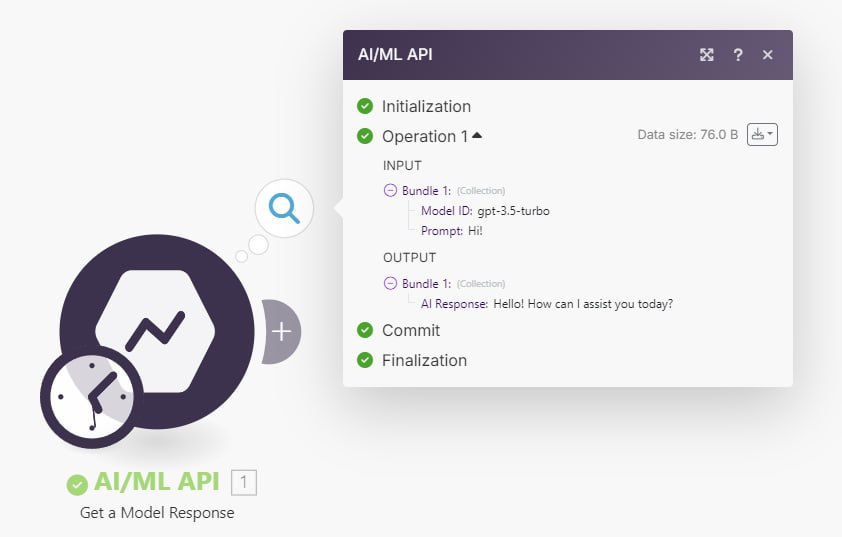 AI/ML API
?
Initialization
Operation 1
Data size: 76.0 B
INPUT
Bundle 1: (Collection)
Model ID: gpt-3.5-turbo
Prompt: Hi!
OUTPUT
Bundle 1: (Collection)
AI Response: Hello! How can I assist you today?
Commit
Finalization
AI/ML API 1
Get a Model Response